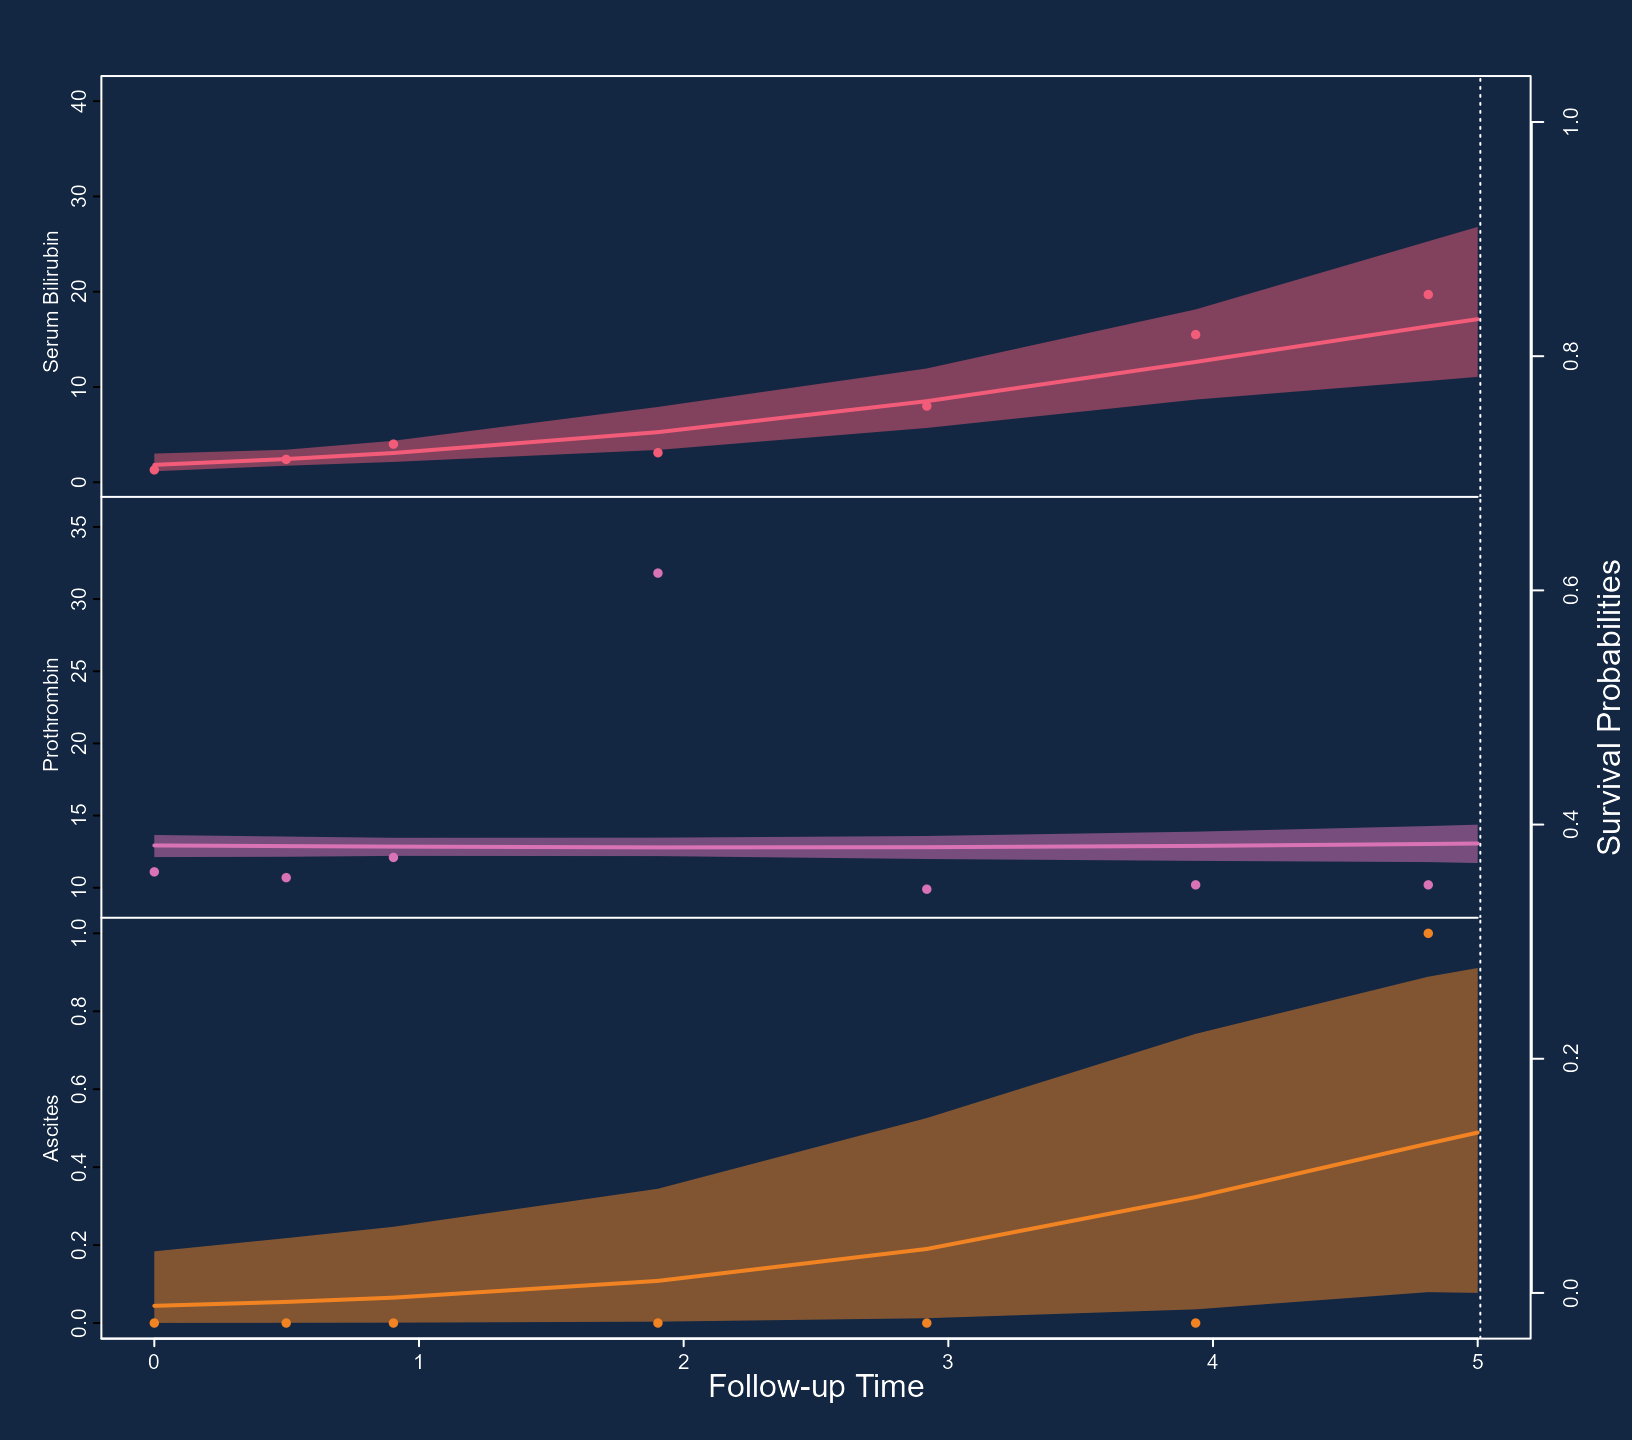 Serum Bilirubin
0 10 20 30 40
Prothrombin
10 15 20 25 30 35
Ascites
0.0 0.2 0.4 0.6 0.8 1.0
0 1 2 3 4 5
Follow-up Time
0.0 0.2 0.4 0.6 0.8 1.0
Survival Probabilities